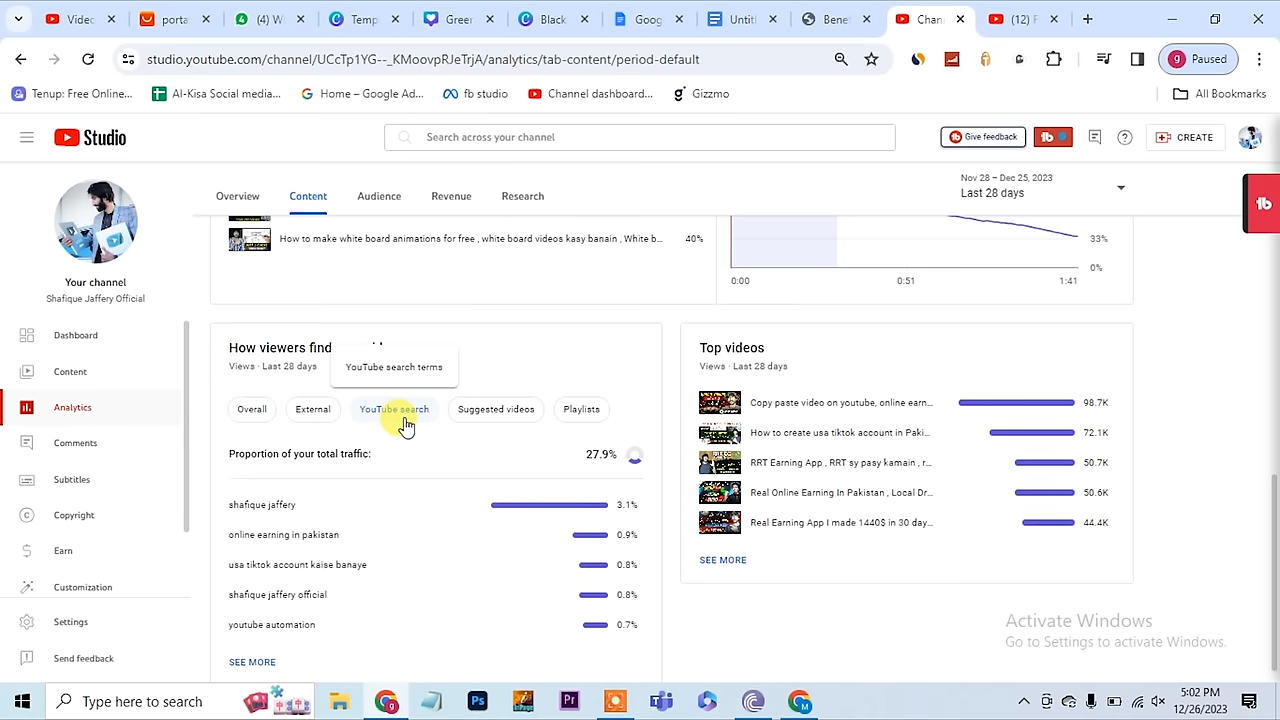 Video
porta
(4) W
Temp
Greer
Black
Goog
Untit
Bene
Chan
(12) F
studio.youtube.com/channel/UCcTp1YG--_KMoovpRJeTrjA/analytics/tab-content/period-default
g
Paused
Tenup: Free Online...
Al-Kisa Social media...
Home – Google Ad...
fb studio
Channel dashboard...
Gizzmo
All Bookmarks
Studio
Search across your channel
Give feedback
CREATE
Overview
Content
Audience
Revenue
Research
Nov 28 – Dec 25, 2023
Last 28 days
Your channel
Shafique Jaffery Official
Dashboard
Content
Analytics
Comments
Subtitles
Copyright
Earn
Customization
Settings
Send feedback
How to make white board animations for free , white board videos kasy banain , White b...
40%
33%
0%
0:00
0:51
1:41
How viewers find
Views · Last 28 days
YouTube search terms
Overall
External
YouTube search
Suggested videos
Playlists
Proportion of your total traffic:
27.9%
shafique jaffery
3.1%
online earning in pakistan
0.9%
usa tiktok account kaise banaye
0.8%
shafique jaffery official
0.8%
youtube automation
0.7%
SEE MORE
Top videos
Views · Last 28 days
Copy paste video on youtube, online earn...
98.7K
How to create usa tiktok account in Paki...
72.1K
RRT Earning App , RRT sy pasy kamain , r...
50.7K
Real Online Earning In Pakistan , Local Dr...
50.6K
Real Earning App I made 1440$ in 30 day...
44.4K
SEE MORE
Activate Windows
Go to Settings to activate Windows.
Type here to search
5:02 PM
12/26/2023